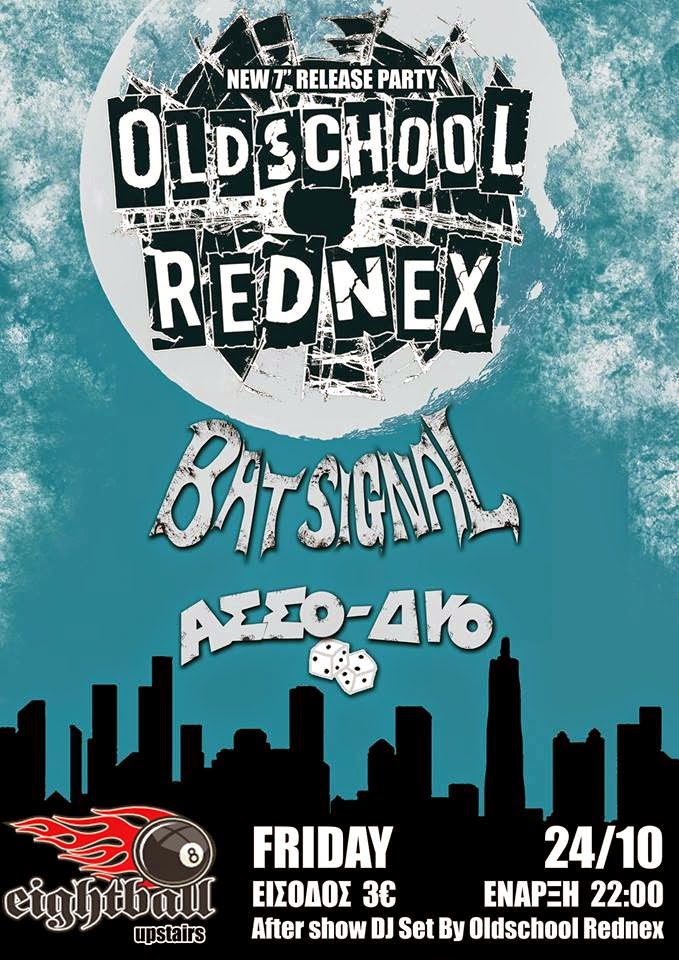 NEW 7" RELEASE PARTY
OLDSCHOOL
REDNEX
BAT SIGNAL
ΑΣΣΟ-ΔΥΟ
8
eightball
upstairs
FRIDAY 24/10
ΕΙΣΟΔΟΣ 3€ ΕΝΑΡΞΗ 22:00
After show DJ Set By Oldschool Rednex